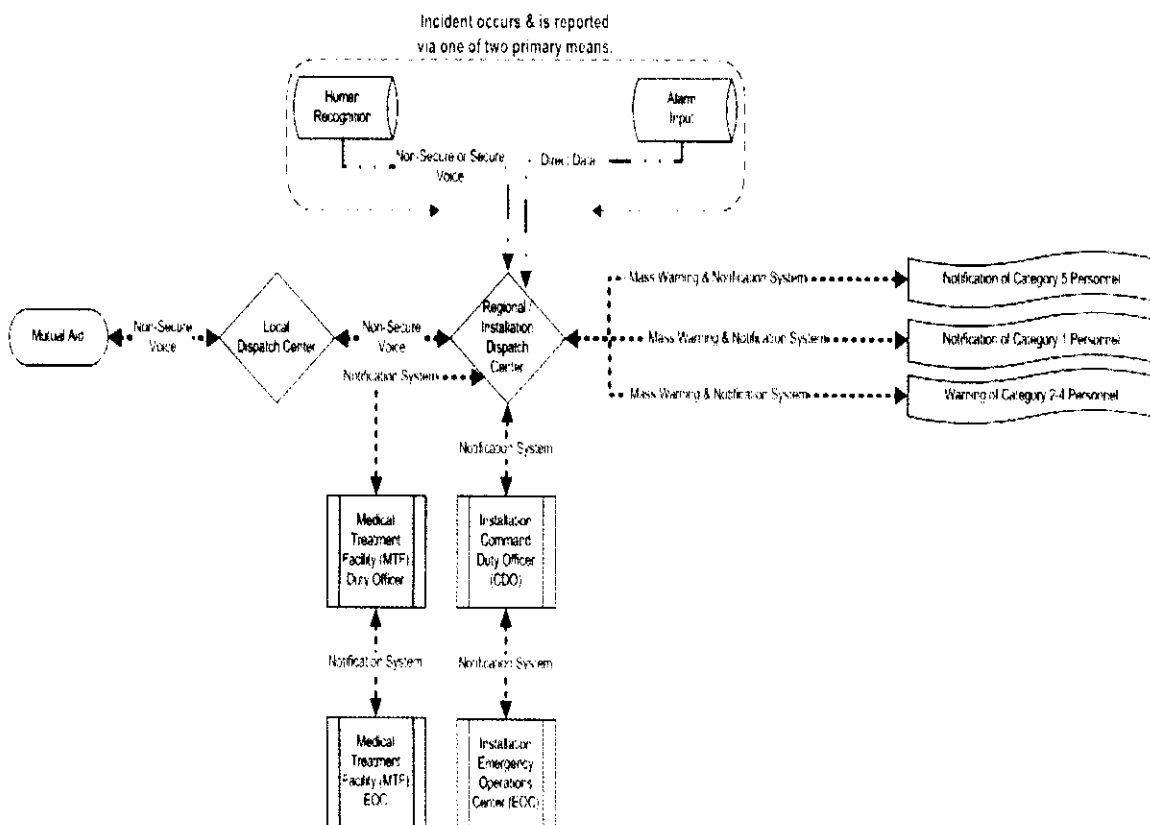 Incident occurs & is reported
via one of two primary means.
Human
Recognition
Alarm
Input
Non-Secure or Secure
Voice
Direct Data
Mutual Aid
Non-Secure
Voice
Local
Dispatch Center
Non-Secure
Voice
Regional /
Installation
Dispatch
Center
Mass Warning & Notification System
Notification of Category 5 Personnel
Mass Warning & Notification System
Notification of Category 1 Personnel
Mass Warning & Notification System
Warning of Category 2-4 Personnel
Notification System
Notification System
Medical
Treatment
Facility (MTF)
Duty Officer
Installation
Command
Duty Officer
(CDO)
Notification System
Notification System
Medical
Treatment
Facility (MTF)
EOC
Installation
Emergency
Operations
Center (EOC)